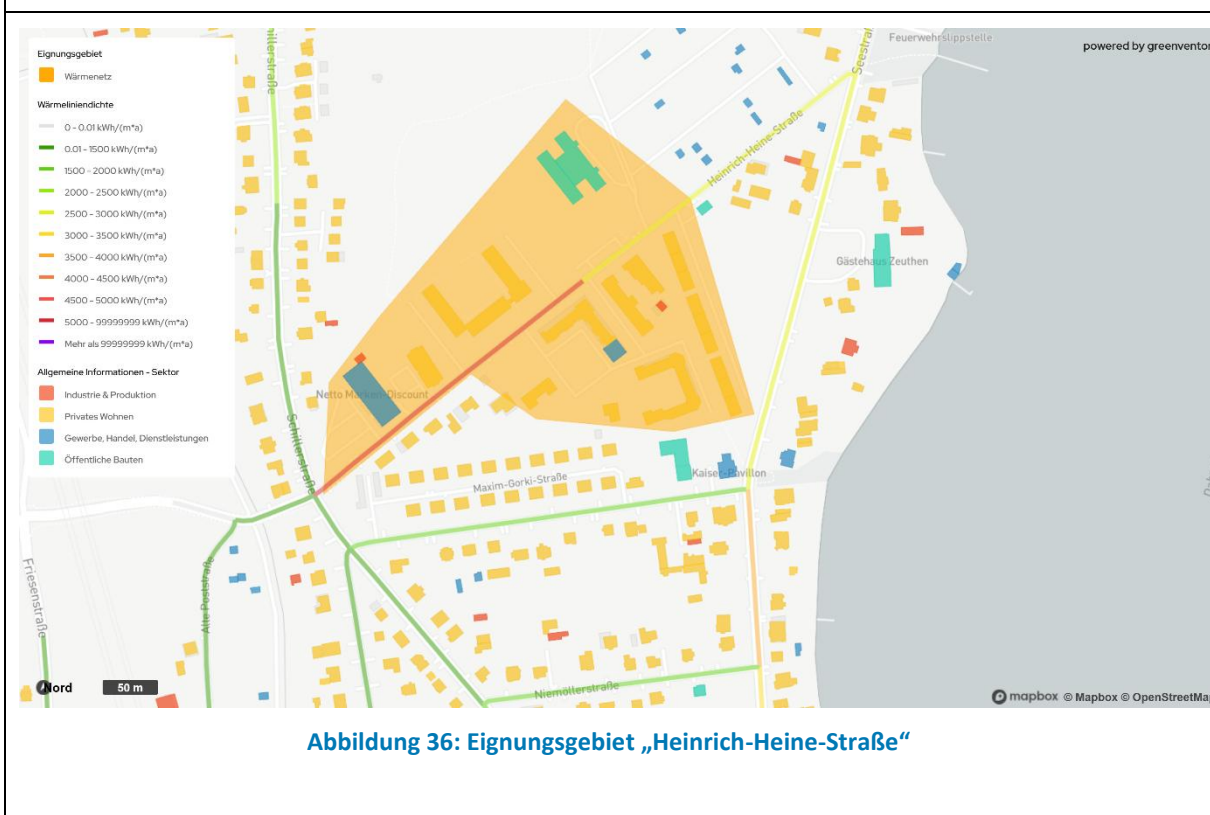 Eignungsgebiet
Wärmenetz
Wärmeliniendichte
0 - 0.01 kWh/(m*a)
0.01 - 1500 kWh/(m*a)
1500 - 2000 kWh/(m*a)
2000 - 2500 kWh/(m*a)
2500 - 3000 kWh/(m*a)
3000 - 3500 kWh/(m*a)
3500 - 4000 kWh/(m*a)
4000 - 4500 kWh/(m*a)
4500 - 5000 kWh/(m*a)
5000 - 99999999 kWh/(m*a)
Mehr als 99999999 kWh/(m*a)
Allgemeine Informationen - Sektor
Industrie & Produktion
Privates Wohnen
Gewerbe, Handel, Dienstleistungen
Öffentliche Bauten
hillerstraße
Feuerwehrslippstelle
powered by greenventor
Seestraß
Heinrich-Heine-Straße
Gästehaus Zeuthen
Netto Marken-Discount
Schillerstraße
Maxim-Gorki-Straße
Kaiser-Pavillon
Friesenstraße
Alte Poststraße
Niemöllerstraße
Nord
50 m
mapbox © Mapbox © OpenStreetMa
Abbildung 36: Eignungsgebiet „Heinrich-Heine-Straße“